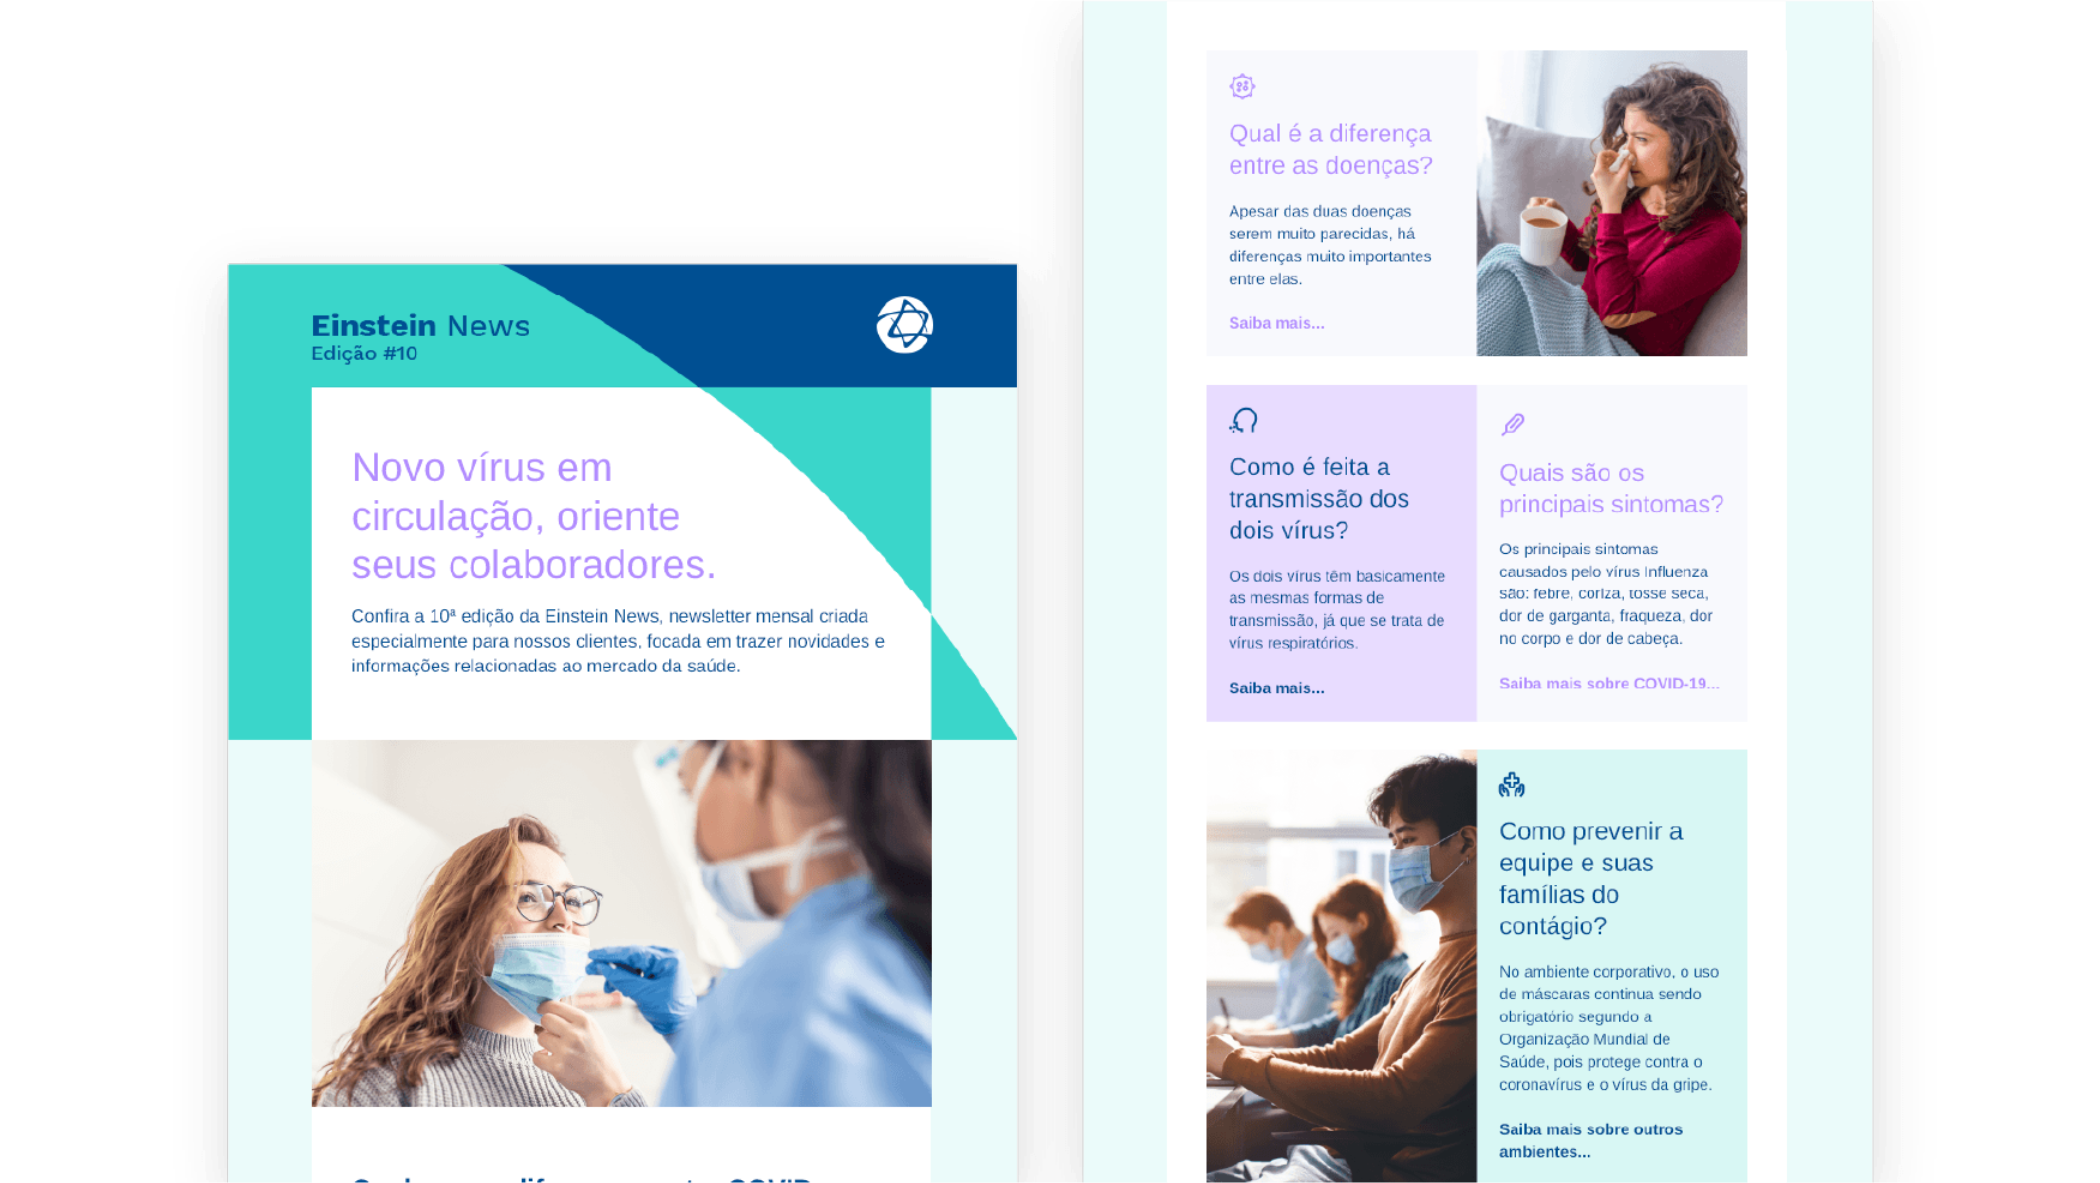 Einstein News
Edição #10
Novo vírus em
circulação, oriente
seus colaboradores.
Confira a 10ª edição da Einstein News, newsletter mensal criada
especialmente para nossos clientes, focada em trazer novidades e
informações relacionadas ao mercado da saúde.
Qual é a diferença
entre as doenças?
Apesar das duas doenças
serem muito parecidas, há
diferenças muito importantes
entre elas.
Saiba mais...
Como é feita a
transmissão dos
dois vírus?
Os dois vírus têm basicamente
as mesmas formas de
transmissão, já que se trata de
vírus respiratórios.
Saiba mais...
Quais são os
principais sintomas?
Os principais sintomas
causados pelo vírus Influenza
são: febre, coriza, tosse seca,
dor de garganta, fraqueza, dor
no corpo e dor de cabeça.
Saiba mais sobre COVID-19...
Como prevenir a
equipe e suas
famílias do
contágio?
No ambiente corporativo, o uso
de máscaras continua sendo
obrigatório segundo a
Organização Mundial de
Saúde, pois protege contra o
coronavírus e o vírus da gripe.
Saiba mais sobre outros
ambientes...